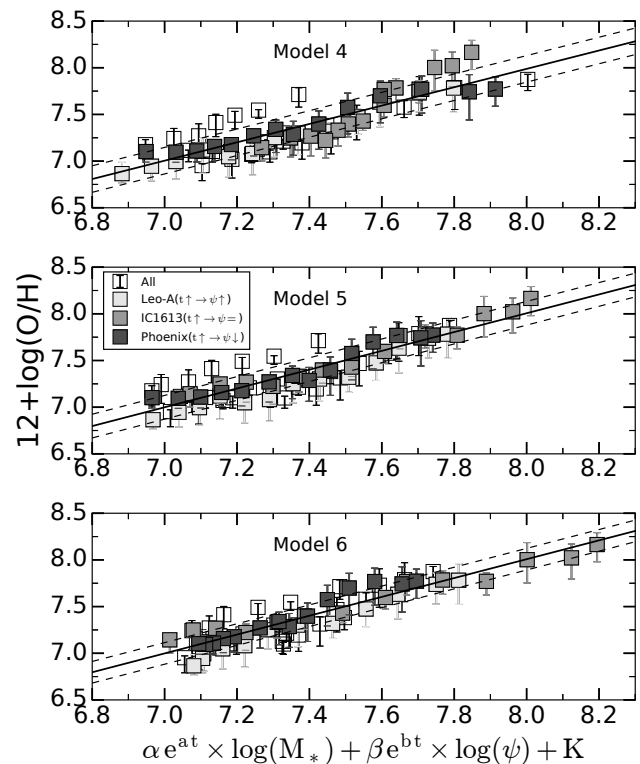 8.5
Model 4
8.0
7.5
7.0
6.5
6.8 7.0 7.2 7.4 7.6 7.8 8.0 8.2
12+log(O/H)
8.5
All
Leo-A(t↑→ψ↑)
IC1613(t↑→ψ=)
Phoenix(t↑→ψ↓)
Model 5
8.0
7.5
7.0
6.5
6.8 7.0 7.2 7.4 7.6 7.8 8.0 8.2
8.5
Model 6
8.0
7.5
7.0
6.5
6.8 7.0 7.2 7.4 7.6 7.8 8.0 8.2
α e^at × log(M_*) + β e^bt × log(ψ) + K